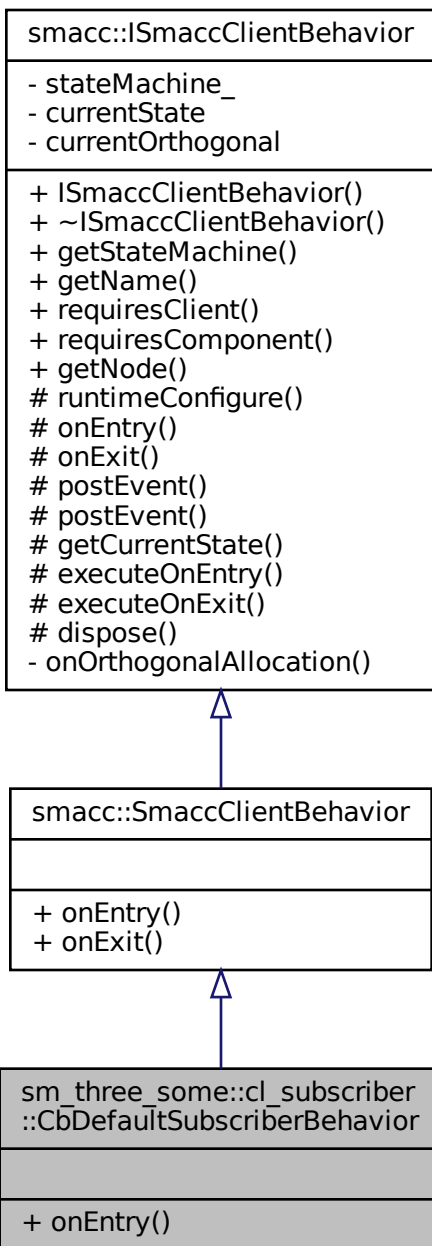 smacc::ISmaccClientBehavior
- stateMachine_
- currentState
- currentOrthogonal
+ ISmaccClientBehavior()
+ ~ISmaccClientBehavior()
+ getStateMachine()
+ getName()
+ requiresClient()
+ requiresComponent()
+ getNode()
# runtimeConfigure()
# onEntry()
# onExit()
# postEvent()
# postEvent()
# getCurrentState()
# executeOnEntry()
# executeOnExit()
# dispose()
- onOrthogonalAllocation()
smacc::SmaccClientBehavior
+ onEntry()
+ onExit()
sm_three_some::cl_subscriber
::CbDefaultSubscriberBehavior
+ onEntry()